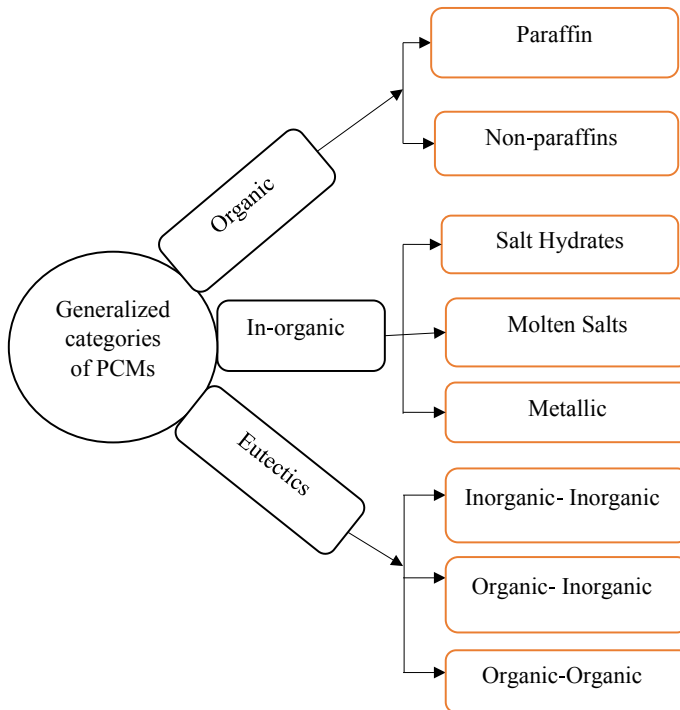 Generalized
categories
of PCMs
Organic
Paraffin
Non-paraffins
In-organic
Salt Hydrates
Molten Salts
Metallic
Eutectics
Inorganic- Inorganic
Organic- Inorganic
Organic-Organic